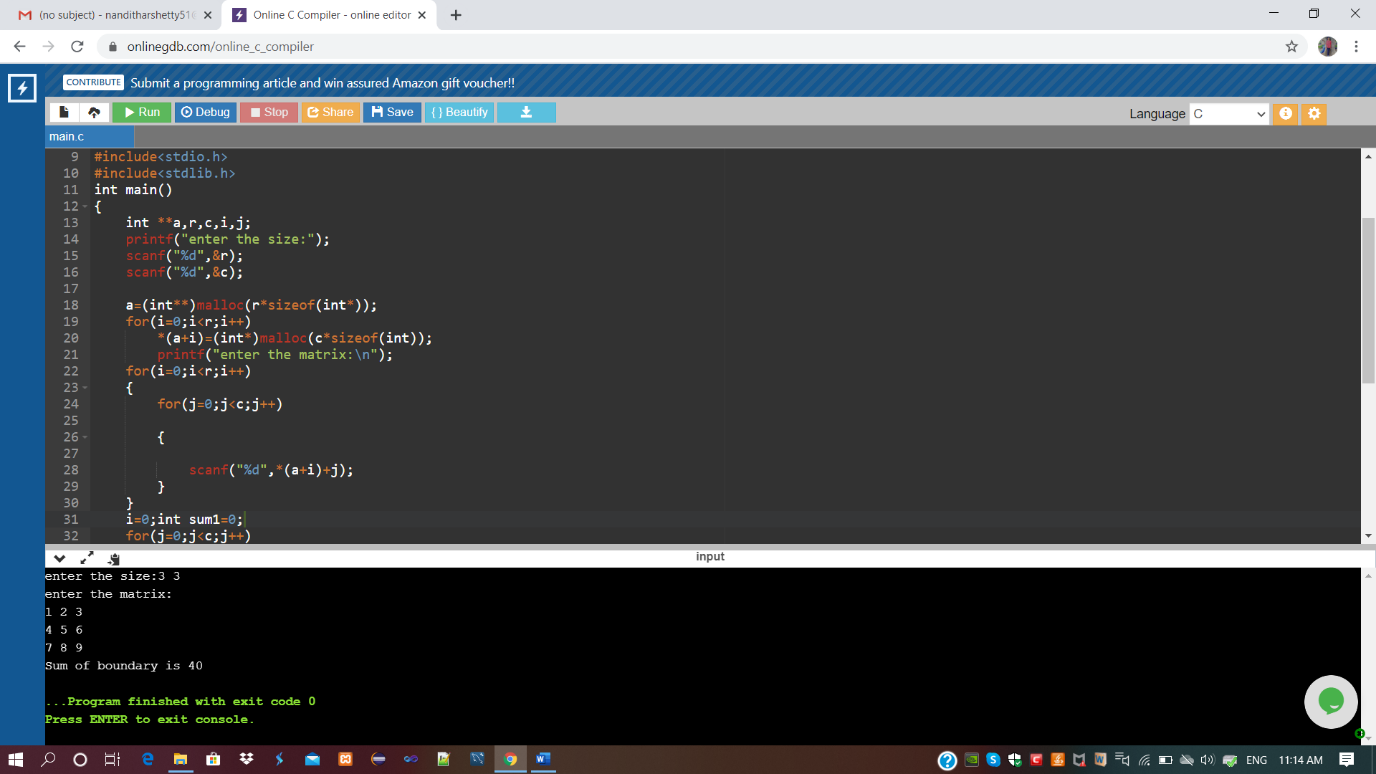 (no subject) - nanditharshetty516
Online C Compiler - online editor
onlinegdb.com/online_c_compiler
CONTRIBUTE Submit a programming article and win assured Amazon gift voucher!!
Run Debug Stop Share Save {} Beautify Language C
main.c
9 #include<stdio.h>
10 #include<stdlib.h>
11 int main()
12 {
13 int **a,r,c,i,j;
14 printf("enter the size:");
15 scanf("%d",&r);
16 scanf("%d",&c);
17
18 a=(int**)malloc(r*sizeof(int*));
19 for(i=0;i<r;i++)
20 *(a+i)=(int*)malloc(c*sizeof(int));
21 printf("enter the matrix:\n");
22 for(i=0;i<r;i++)
23 {
24 for(j=0;j<c;j++)
25
26 {
27
28 scanf("%d",*(a+i)+j);
29 }
30 }
31 i=0;int sum1=0;
32 for(j=0;j<c;j++)
input
enter the size:3 3
enter the matrix:
1 2 3
4 5 6
7 8 9
Sum of boundary is 40
...Program finished with exit code 0
Press ENTER to exit console.
ENG 11:14 AM